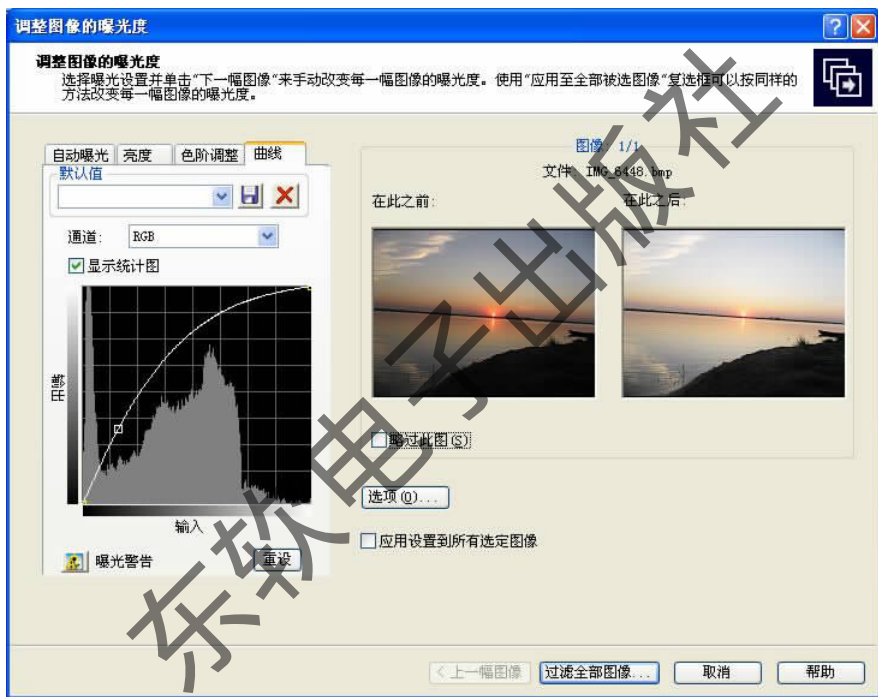 调整图像的曝光度
调整图像的曝光度
选择曝光设置并单击"下一幅图像"来手动改变每一幅图像的曝光度。使用"应用至全部被选图像"复选框可以按同样的
方法改变每一幅图像的曝光度。
自动曝光 亮度 色阶调整 曲线
默认值
通道: RGB
显示统计图
输出
输入
曝光警告 重设
图像: 1/1
文件: IMG_6448.bmp
在此之前: 在此之后:
略过此图(S)
选项(O)...
应用设置到所有选定图像
<上一幅图像 过滤全部图像... 取消 帮助
东软电子出版社